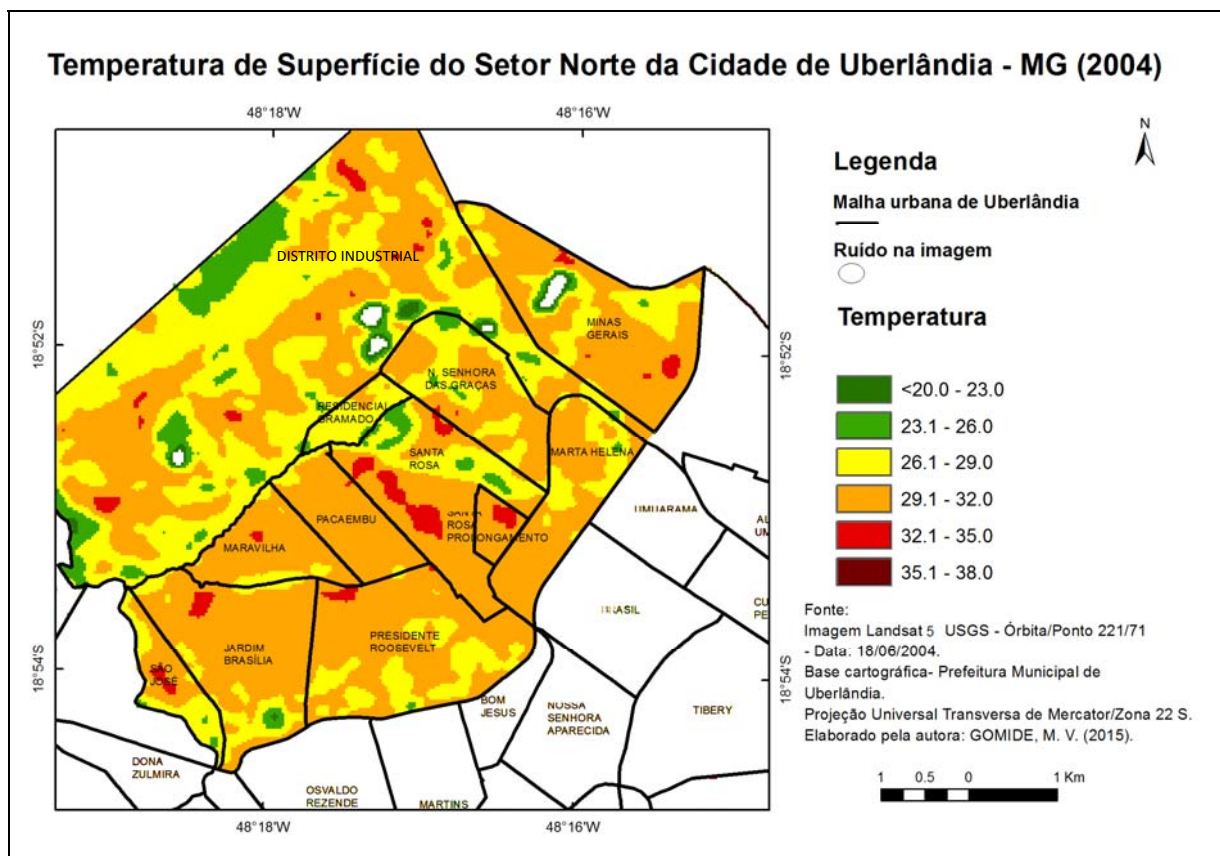 Temperatura de Superfície do Setor Norte da Cidade de Uberlândia - MG (2004)
48°18'W
48°16'W
N
Legenda
Malha urbana de Uberlândia
Ruído na imagem
Temperatura
<20.0 - 23.0
23.1 - 26.0
26.1 - 29.0
29.1 - 32.0
32.1 - 35.0
35.1 - 38.0
Fonte:
Imagem Landsat 5 USGS - Órbita/Ponto 221/71
- Data: 18/06/2004.
Base cartográfica- Prefeitura Municipal de
Uberlândia.
Projeção Universal Transversa de Mercator/Zona 22 S.
Elaborado pela autora: GOMIDE, M. V. (2015).
1 0.5 0 1 Km
DISTRITO INDUSTRIAL
MINAS
GERAIS
18°52'S
18°52'S
N. SENHORA
DAS GRAÇAS
RESIDENCIAL
GRAMADO
SANTA
ROSA
MARTA HELENA
UMUARAMA
AL
UM
PACAEMBU
SANTA
ROSA
PROLONGAMENTO
MARAVILHA
BRASIL
CU
PE
JARDIM
BRASÍLIA
PRESIDENTE
ROOSEVELT
SÃO
JOSÉ
18°54'S
18°54'S
BOM
JESUS
NOSSA
SENHORA
APARECIDA
TIBERY
DONA
ZULMIRA
OSVALDO
REZENDE
MARTINS
48°18'W
48°16'W